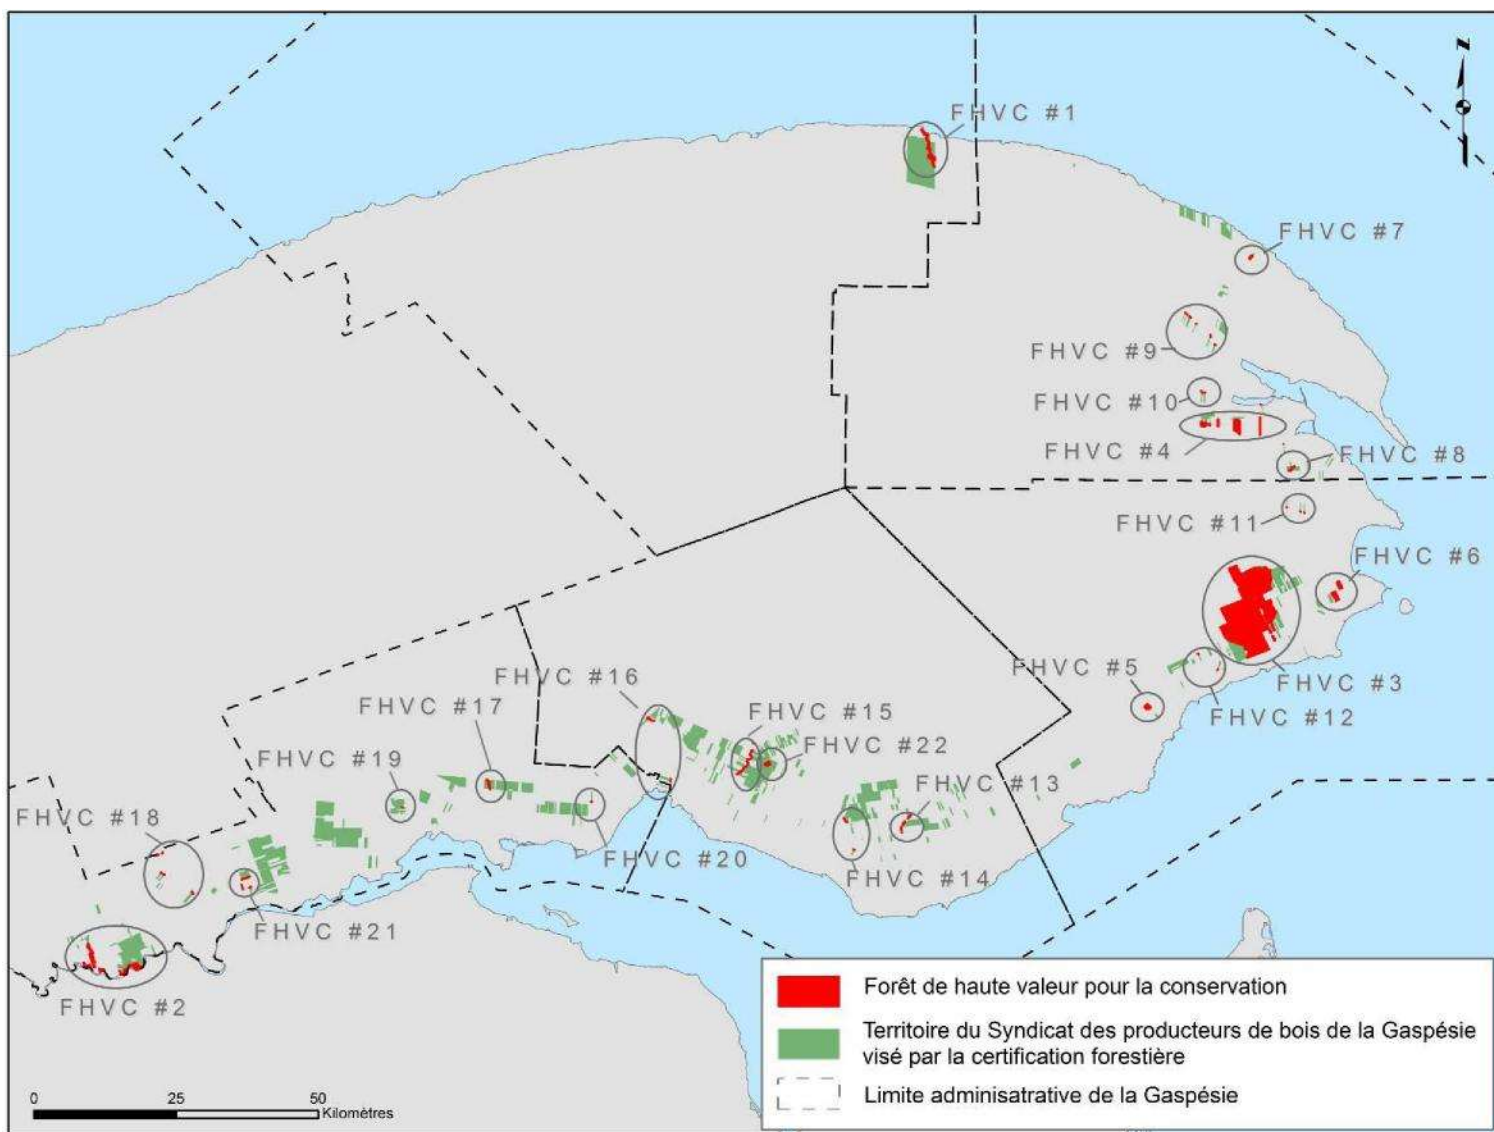 FHVC #1
FHVC #7
FHVC #9
FHVC #10
FHVC #4
FHVC #8
FHVC #11
FHVC #6
FHVC #5
FHVC #16
FHVC #3
FHVC #17
FHVC #15
FHVC #12
FHVC #22
FHVC #19
FHVC #13
FHVC #18
FHVC #20
FHVC #14
FHVC #21
FHVC #2
Forêt de haute valeur pour la conservation
Territoire du Syndicat des producteurs de bois de la Gaspésie
visé par la certification forestière
Limite adminisatrative de la Gaspésie
0 25 50
Kilomètres
N